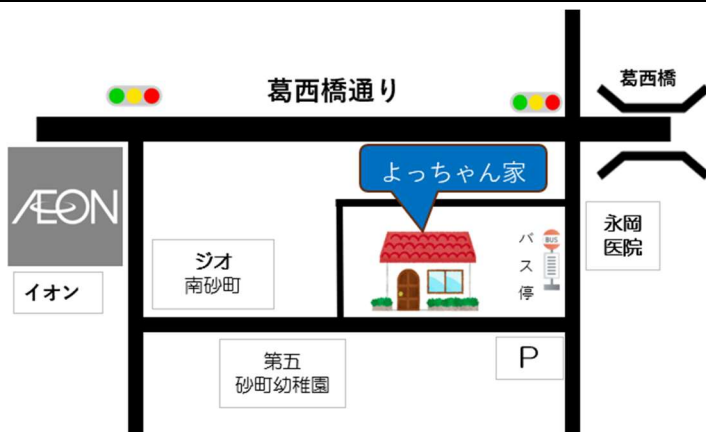 葛西橋
葛西橋通り
よっちゃん家
ÆON
イオン
ジオ
南砂町
バス停
BUS
永岡
医院
第五
砂町幼稚園
P